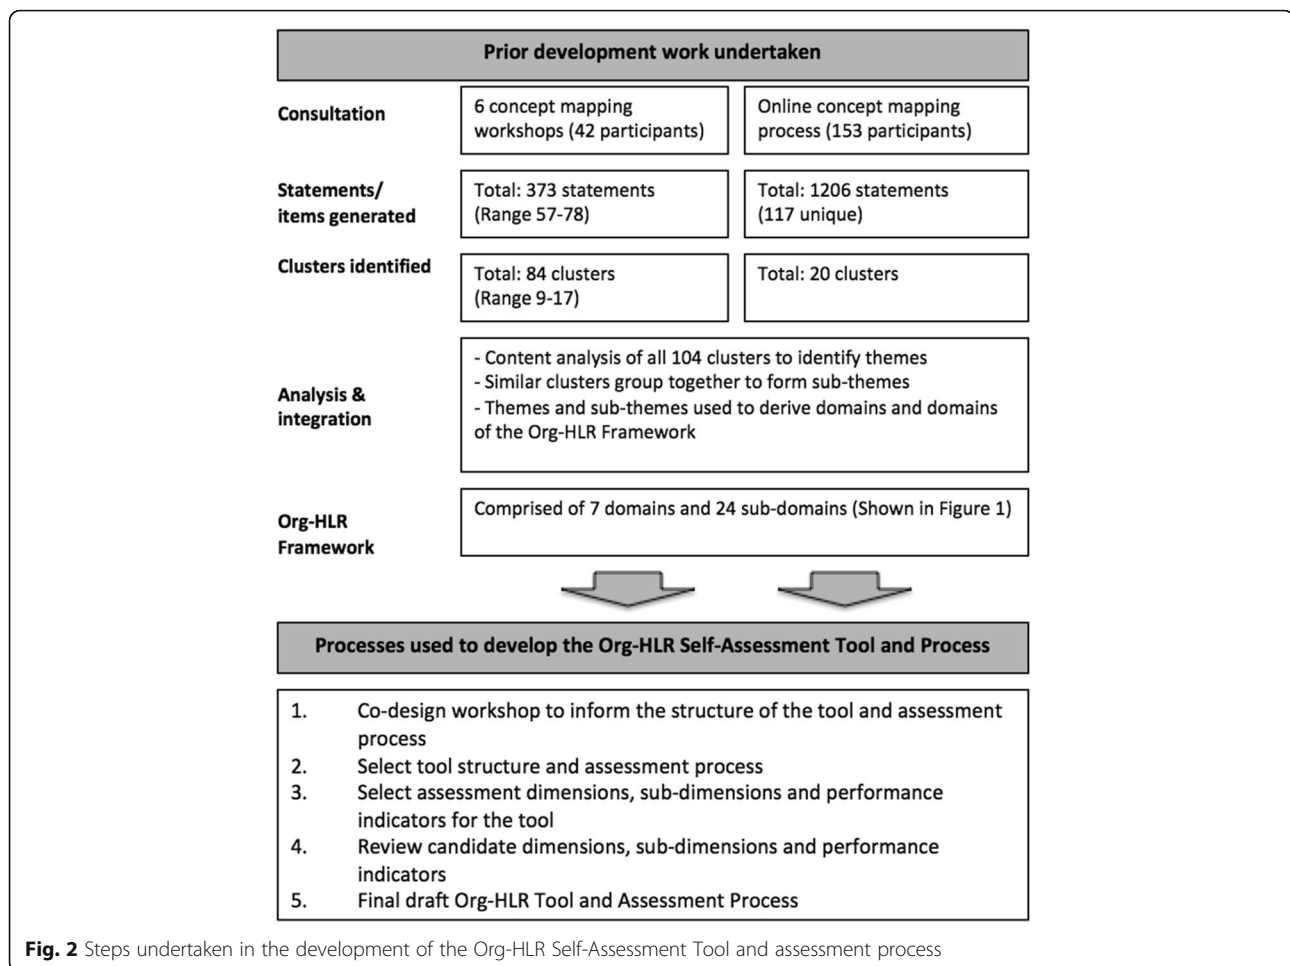 Prior development work undertaken
Consultation
6 concept mapping
workshops (42 participants)
Online concept mapping
process (153 participants)
Statements/
items generated
Total: 373 statements
(Range 57-78)
Total: 1206 statements
(117 unique)
Clusters identified
Total: 84 clusters
(Range 9-17)
Total: 20 clusters
Analysis &
integration
- Content analysis of all 104 clusters to identify themes
- Similar clusters group together to form sub-themes
- Themes and sub-themes used to derive domains and domains
of the Org-HLR Framework
Org-HLR
Framework
Comprised of 7 domains and 24 sub-domains (Shown in Figure 1)
Processes used to develop the Org-HLR Self-Assessment Tool and Process
1. Co-design workshop to inform the structure of the tool and assessment
process
2. Select tool structure and assessment process
3. Select assessment dimensions, sub-dimensions and performance
indicators for the tool
4. Review candidate dimensions, sub-dimensions and performance
indicators
5. Final draft Org-HLR Tool and Assessment Process
Fig. 2 Steps undertaken in the development of the Org-HLR Self-Assessment Tool and assessment process